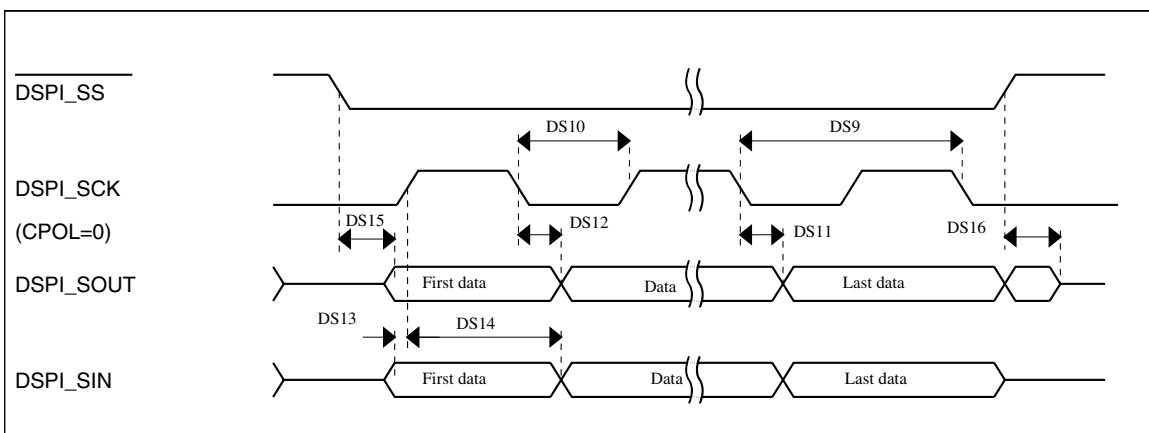 DSPI_SS
DS10
DS9
DSPI_SCK
(CPOL=0)
DS15
DS12
DS11
DS16
DSPI_SOUT
First data
Data
Last data
DS13
DS14
DSPI_SIN
First data
Data
Last data